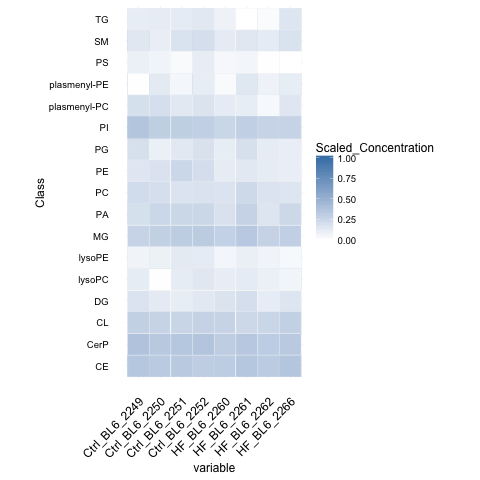 TG
SM
PS
plasmenyl-PE
plasmenyl-PC
PI
PG
PE
PC
PA
MG
lysoPE
lysoPC
DG
CL
CerP
CE
Class
Scaled_Concentration
1.00
0.75
0.50
0.25
0.00
Ctrl_BL6_2249
Ctrl_BL6_2250
Ctrl_BL6_2251
Ctrl_BL6_2252
HF_BL6_2260
HF_BL6_2261
HF_BL6_2262
HF_BL6_2266
variable